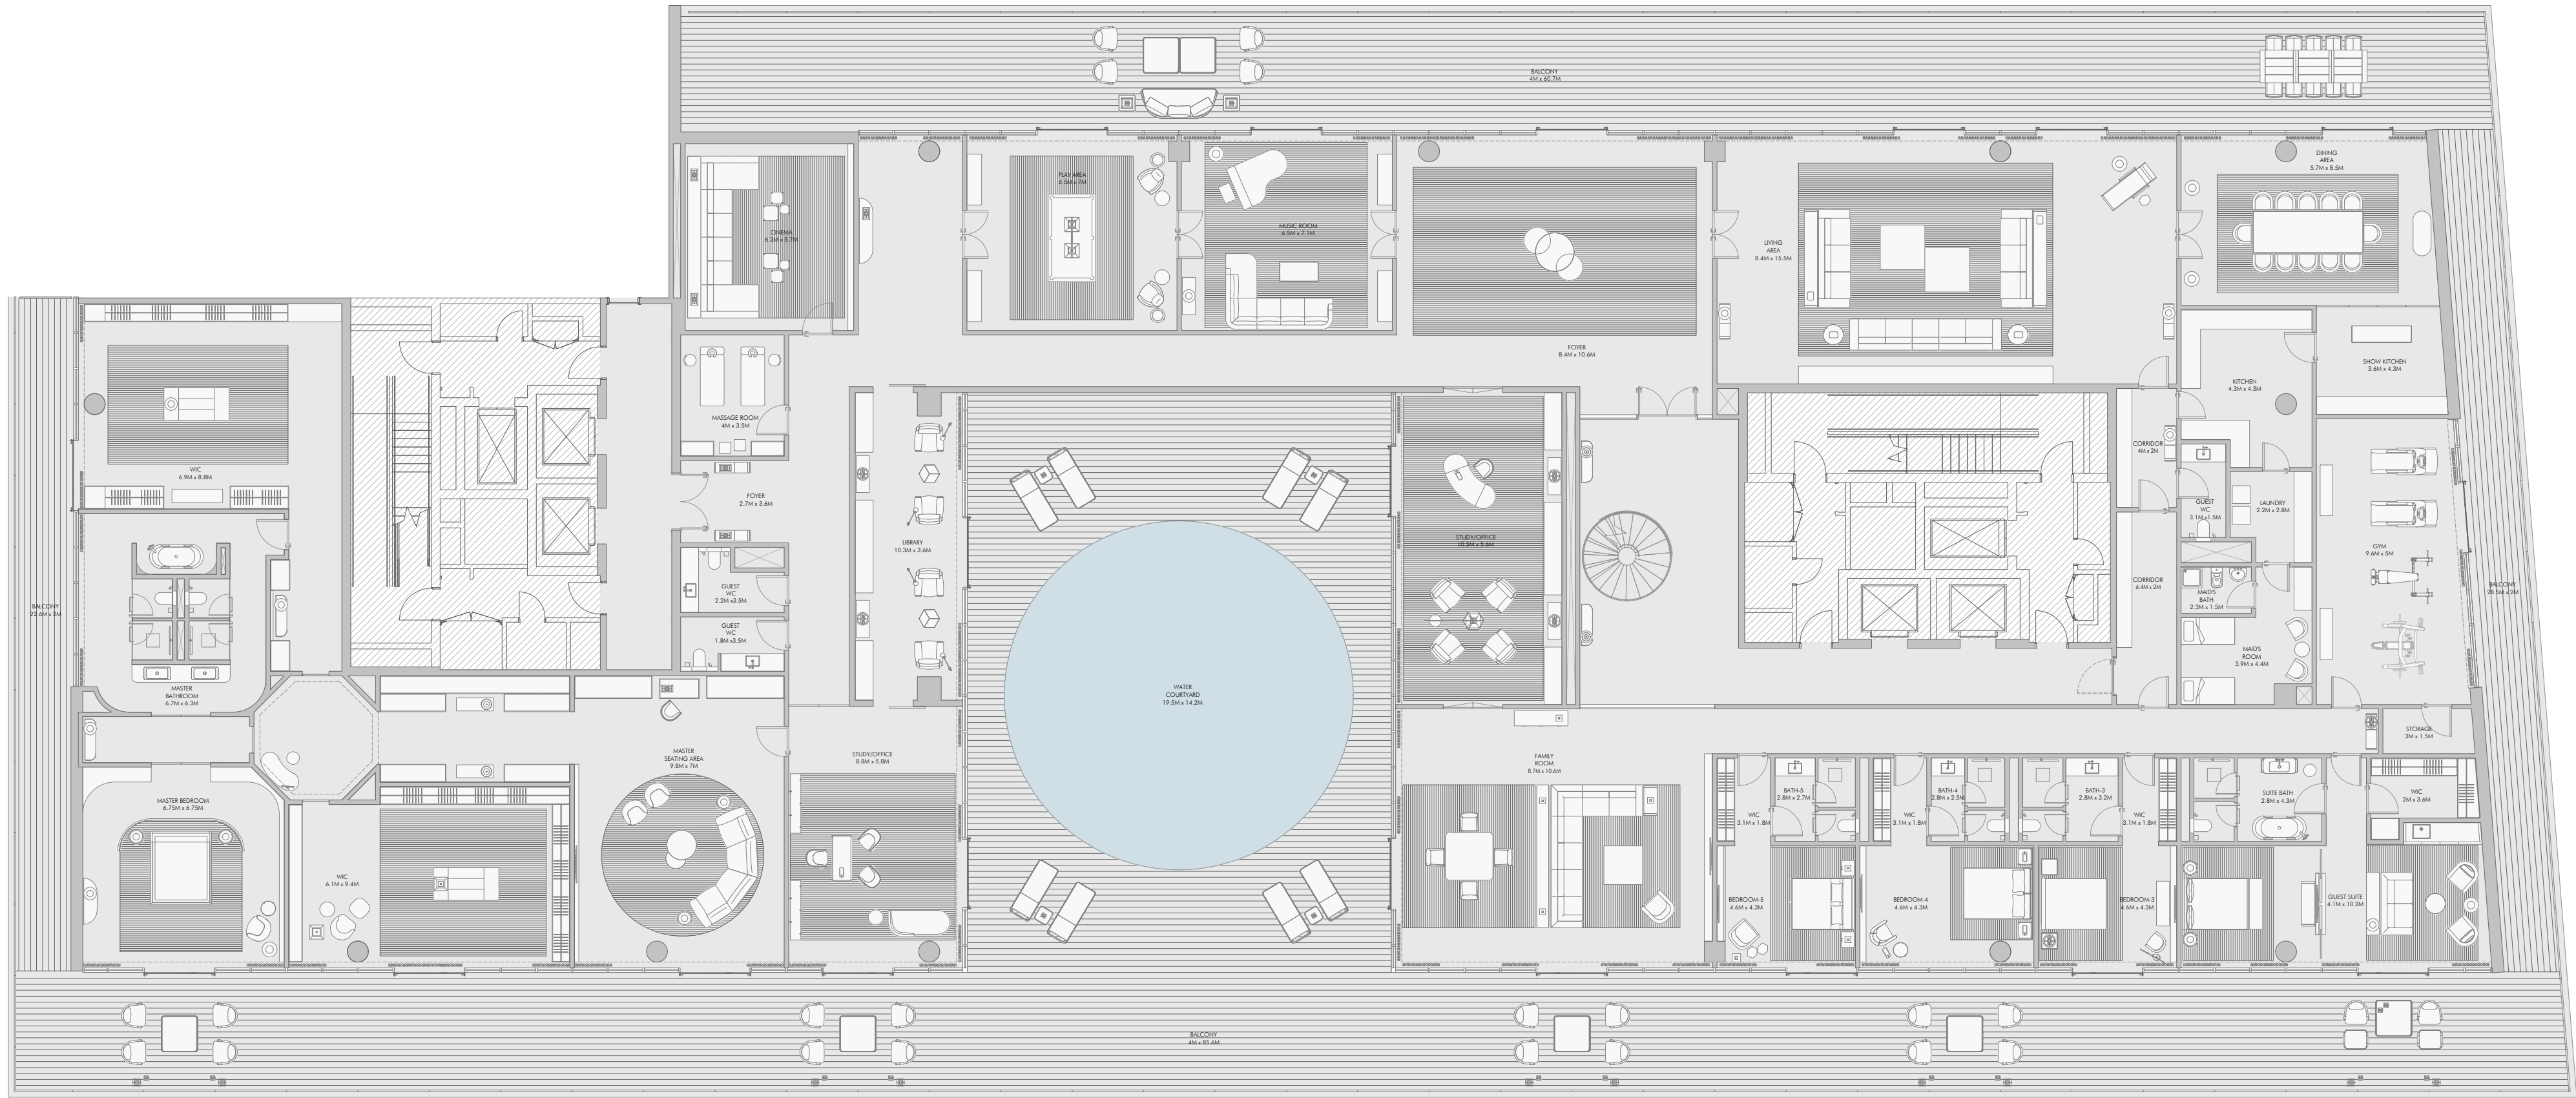 BALCONY
4M x 60.7M
DINING
AREA
5.7M x 8.5M
PLAY AREA
6.5M x 7M
CINEMA
6.2M x 5.7M
MUSIC ROOM
6.5M x 7.1M
LIVING
AREA
8.4M x 15.5M
FOYER
8.4M x 10.6M
SHOW KITCHEN
3.6M x 4.3M
KITCHEN
4.3M x 4.3M
MASSAGE ROOM
4M x 3.5M
CORRIDOR
4M x 2M
WIC
6.9M x 8.8M
FOYER
2.7M x 3.6M
GUEST
WC
3.1M x1.5M
LAUNDRY
2.2M x 2.8M
LIBRARY
10.3M x 3.6M
STUDY/OFFICE
10.5M x 5.6M
GYM
9.6M x 5M
CORRIDOR
6.4M x 2M
BALCONY
28.5M x 2M
GUEST
WC
2.2M x3.5M
MAID'S
BATH
2.3M x 1.5M
BALCONY
22.6M x 2M
GUEST
WC
1.8M x3.5M
MAID'S
ROOM
3.9M x 4.4M
MASTER
BATHROOM
6.7M x 6.3M
WATER
COURTYARD
19.5M x 14.2M
STORAGE
3M x 1.5M
MASTER
SEATING AREA
9.8M x 7M
STUDY/OFFICE
8.8M x 5.8M
FAMILY
ROOM
8.7M x 10.6M
BATH-5
2.8M x 2.7M
BATH-4
2.8M x 2.5M
BATH-3
2.8M x 3.2M
SUITE BATH
2.8M x 4.3M
WIC
2M x 3.6M
MASTER BEDROOM
6.75M x 6.75M
WIC
3.1M x 1.8M
WIC
3.1M x 1.8M
WIC
3.1M x 1.8M
WIC
6.1M x 9.4M
BEDROOM-5
4.6M x 4.3M
BEDROOM-4
4.6M x 4.3M
BEDROOM-3
4.6M x 4.3M
GUEST SUITE
4.1M x 10.2M
BALCONY
4M x 85.6M